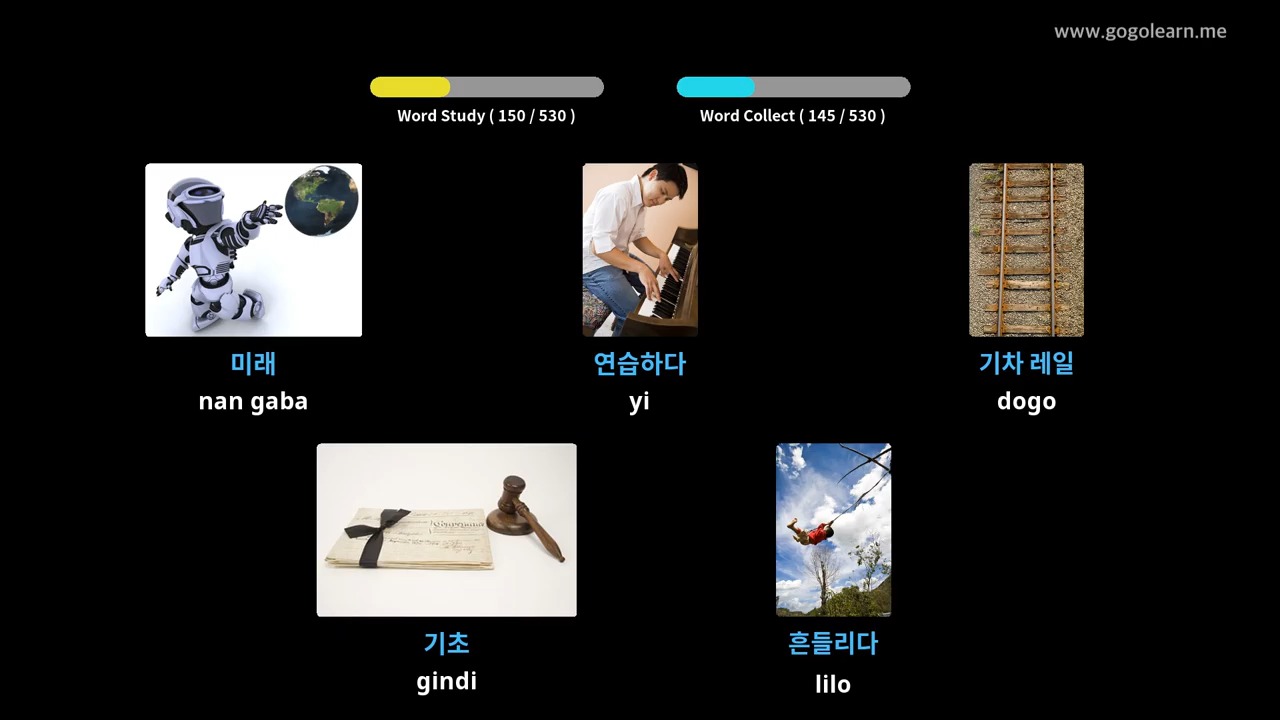 www.gogolearn.me
Word Study ( 150 / 530 )
Word Collect ( 145 / 530 )
미래
nan gaba
연습하다
yi
기차 레일
dogo
기초
gindi
흔들리다
lilo